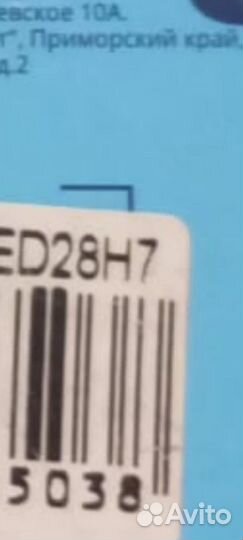 евское 10А.
т", Приморский край,
д.2
ED28H7
5038
Avito